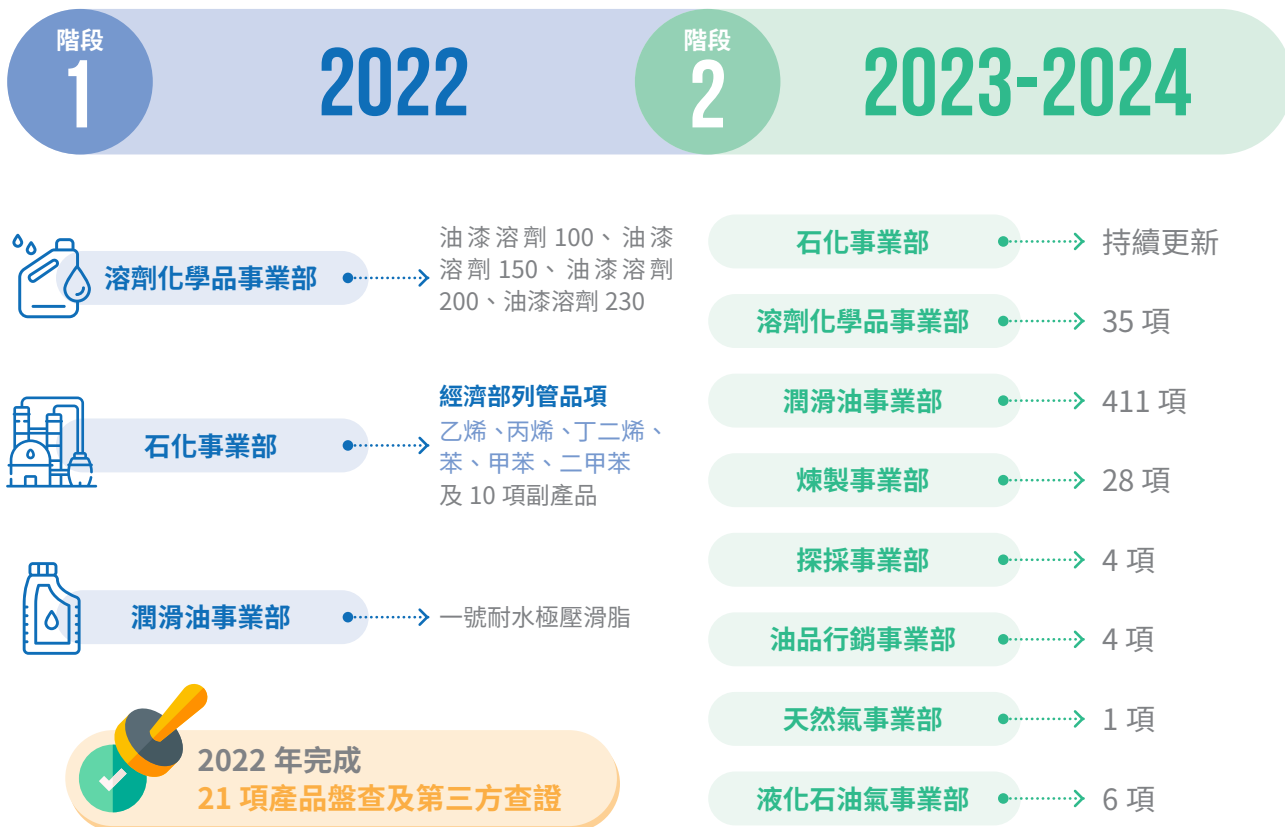 階段
1
2022
階段
2
2023-2024
溶劑化學品事業部
油漆溶劑 100、油漆
溶劑 150、油漆溶劑
200、油漆溶劑 230
石化事業部
經濟部列管品項
乙烯、丙烯、丁二烯、
苯、甲苯、二甲苯
及 10 項副產品
潤滑油事業部
一號耐水極壓滑脂
2022 年完成
21 項產品盤查及第三方查證
石化事業部
持續更新
溶劑化學品事業部
35 項
潤滑油事業部
411 項
煉製事業部
28 項
探採事業部
4 項
油品行銷事業部
4 項
天然氣事業部
1 項
液化石油氣事業部
6 項